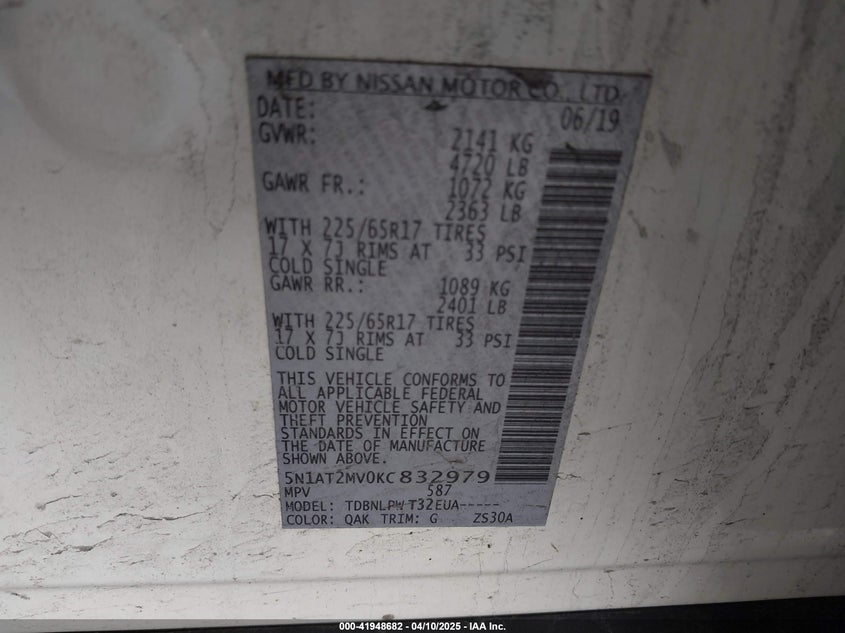 MFD BY NISSAN MOTOR CO., LTD.
DATE: 06/19
GVWR: 2141 KG
4720 LB
GAWR FR.: 1072 KG
2363 LB
WITH 225/65R17 TIRES
17 X 7J RIMS AT 33 PSI
COLD SINGLE
GAWR RR.: 1089 KG
2401 LB
WITH 225/65R17 TIRES
17 X 7J RIMS AT 33 PSI
COLD SINGLE
THIS VEHICLE CONFORMS TO
ALL APPLICABLE FEDERAL
MOTOR VEHICLE SAFETY AND
THEFT PREVENTION
STANDARDS IN EFFECT ON
THE DATE OF MANUFACTURE
SHOWN ABOVE.
5N1AT2MV0KC832979
MPV 587
MODEL: TDBNLPWT32EUA-----
COLOR: QAK TRIM: G ZS30A
000-41948682 - 04/10/2025 - IAA Inc.